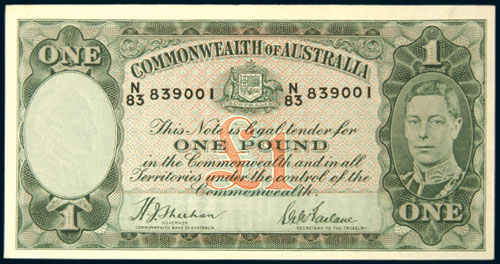 ONE
COMMONWEALTH OF AUSTRALIA
1
N/83 839001
N/83 839001
This Note is legal tender for
ONE POUND
in the Commonwealth and in all
Territories under the control of the
Commonwealth.
£1
H J Sheehan
GOVERNOR
COMMONWEALTH BANK OF AUSTRALIA
SECRETARY TO THE TREASURY
1
ONE